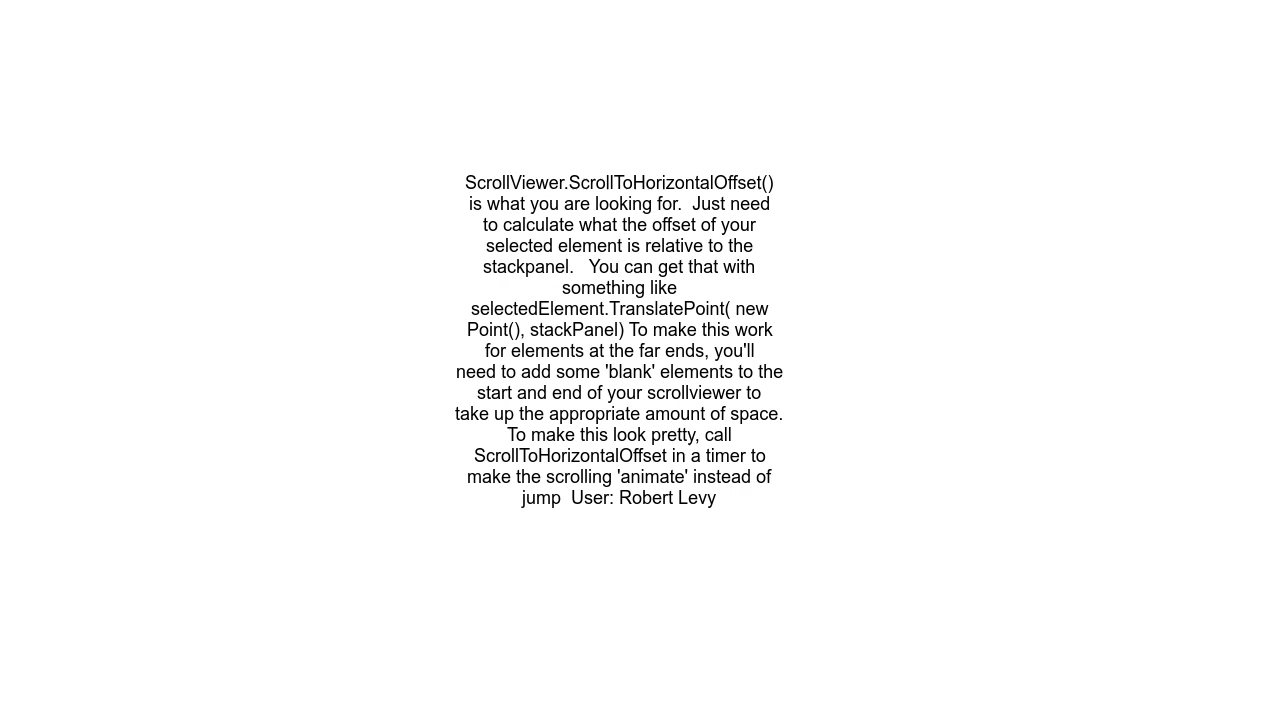 ScrollViewer.ScrollToHorizontalOffset()
is what you are looking for.  Just need
to calculate what the offset of your
selected element is relative to the
stackpanel.   You can get that with
something like
selectedElement.TranslatePoint( new
Point(), stackPanel) To make this work
for elements at the far ends, you'll
need to add some 'blank' elements to the
start and end of your scrollviewer to
take up the appropriate amount of space.
To make this look pretty, call
ScrollToHorizontalOffset in a timer to
make the scrolling 'animate' instead of
jump  User: Robert Levy